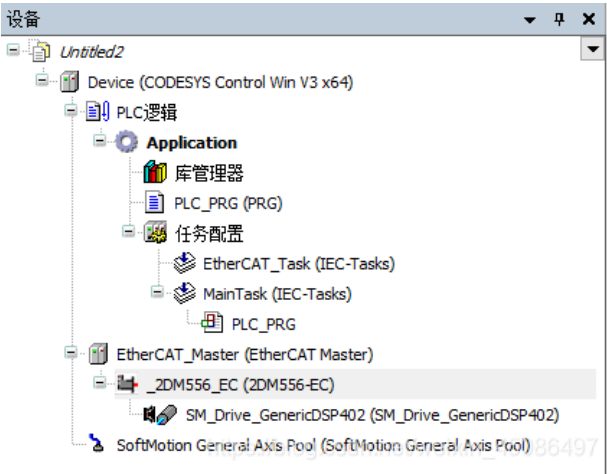 设备
Untitled2
Device (CODESYS Control Win V3 x64)
PLC逻辑
Application
库管理器
PLC_PRG (PRG)
任务配置
EtherCAT_Task (IEC-Tasks)
MainTask (IEC-Tasks)
PLC_PRG
EtherCAT_Master (EtherCAT Master)
_2DM556_EC (2DM556-EC)
SM_Drive_GenericDSP402 (SM_Drive_GenericDSP402)
SoftMotion General Axis Pool (SoftMotion General Axis Pool)